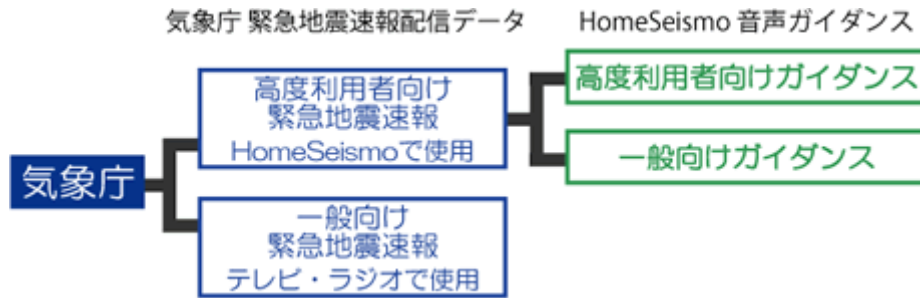 気象庁 緊急地震速報配信データ
HomeSeismo 音声ガイダンス
気象庁
高度利用者向け
緊急地震速報
HomeSeismoで使用
一般向け
緊急地震速報
テレビ・ラジオで使用
高度利用者向けガイダンス
一般向けガイダンス